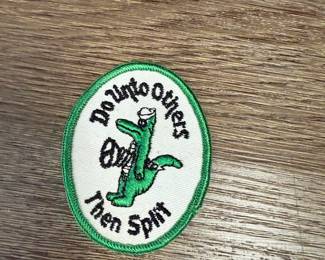 Do Unto Others
Then Split